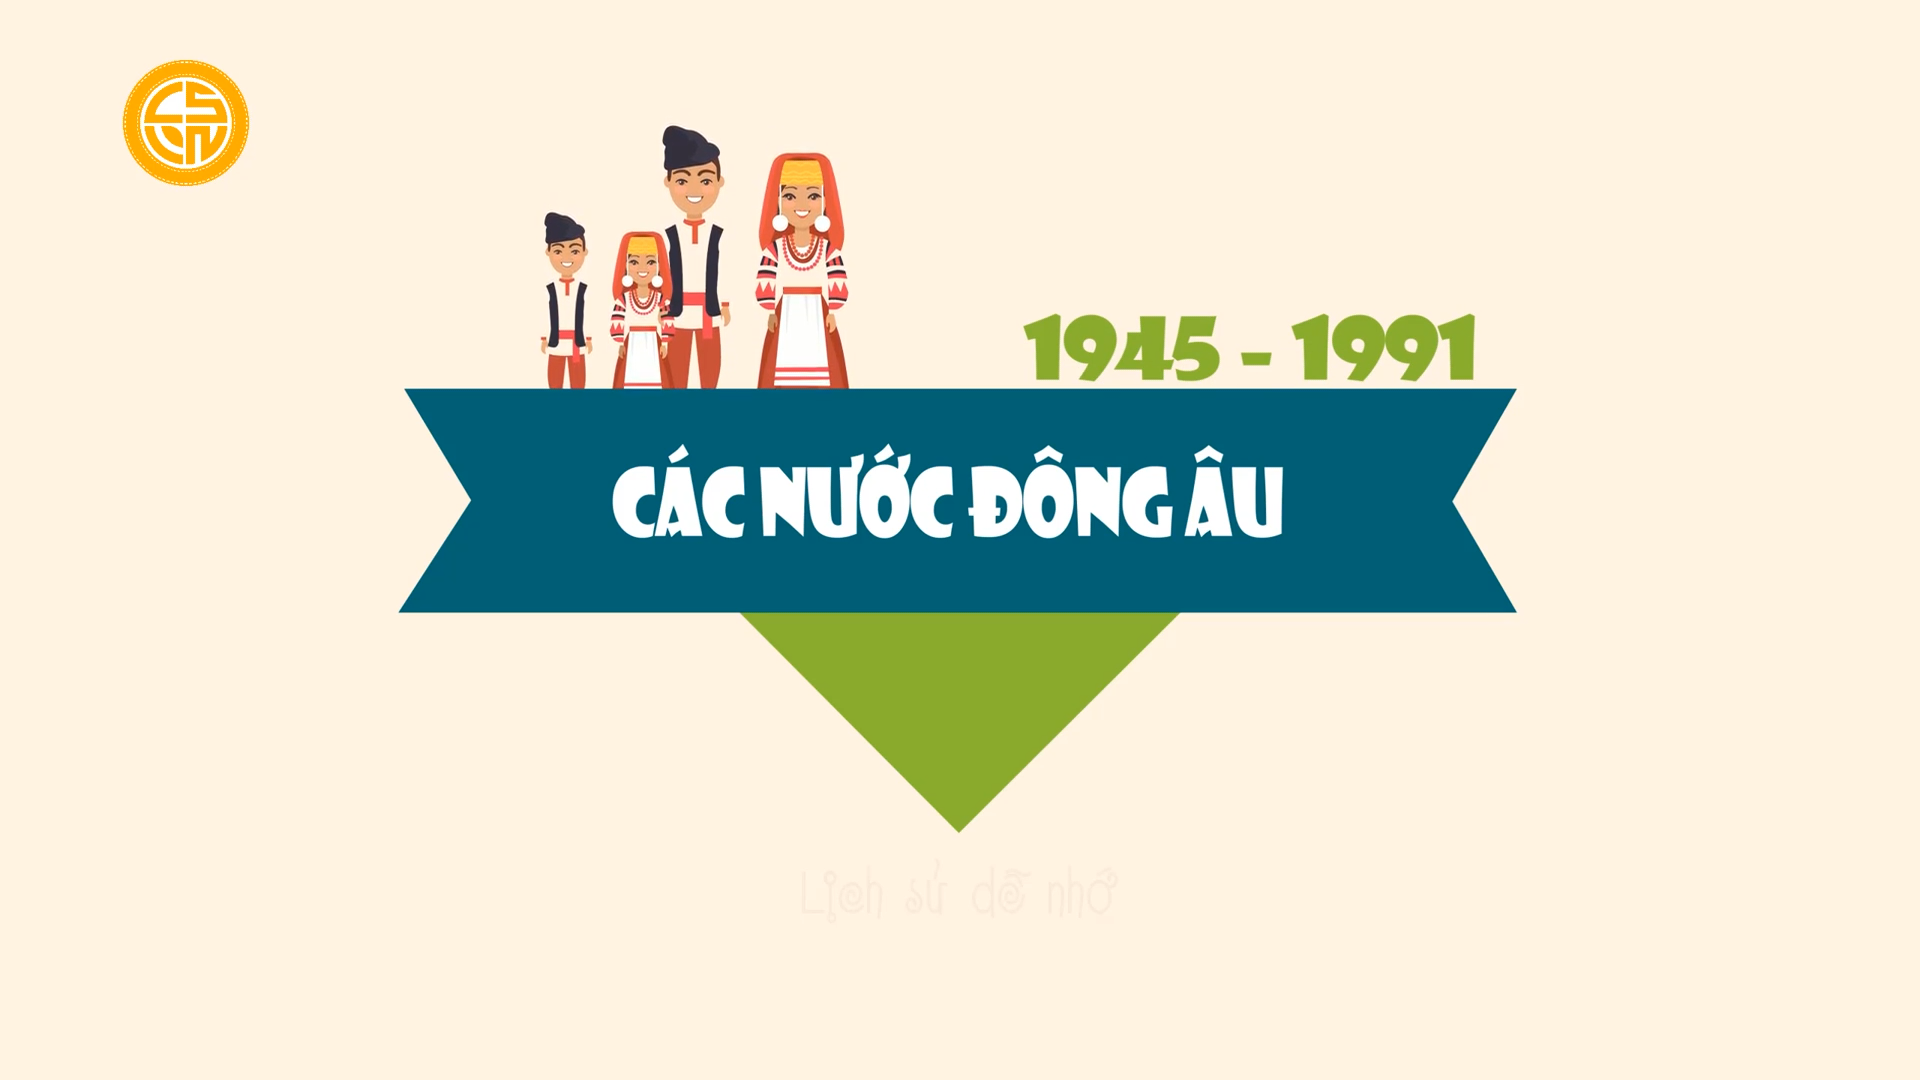 1945 - 1991
CÁC NƯỚC ĐÔNG ÂU
Lịch sử dễ nhớ